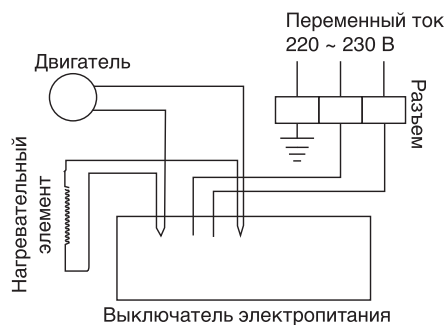 Переменный ток
220 ~ 230 В
Двигатель
Разъем
Нагревательный
элемент
Выключатель электропитания